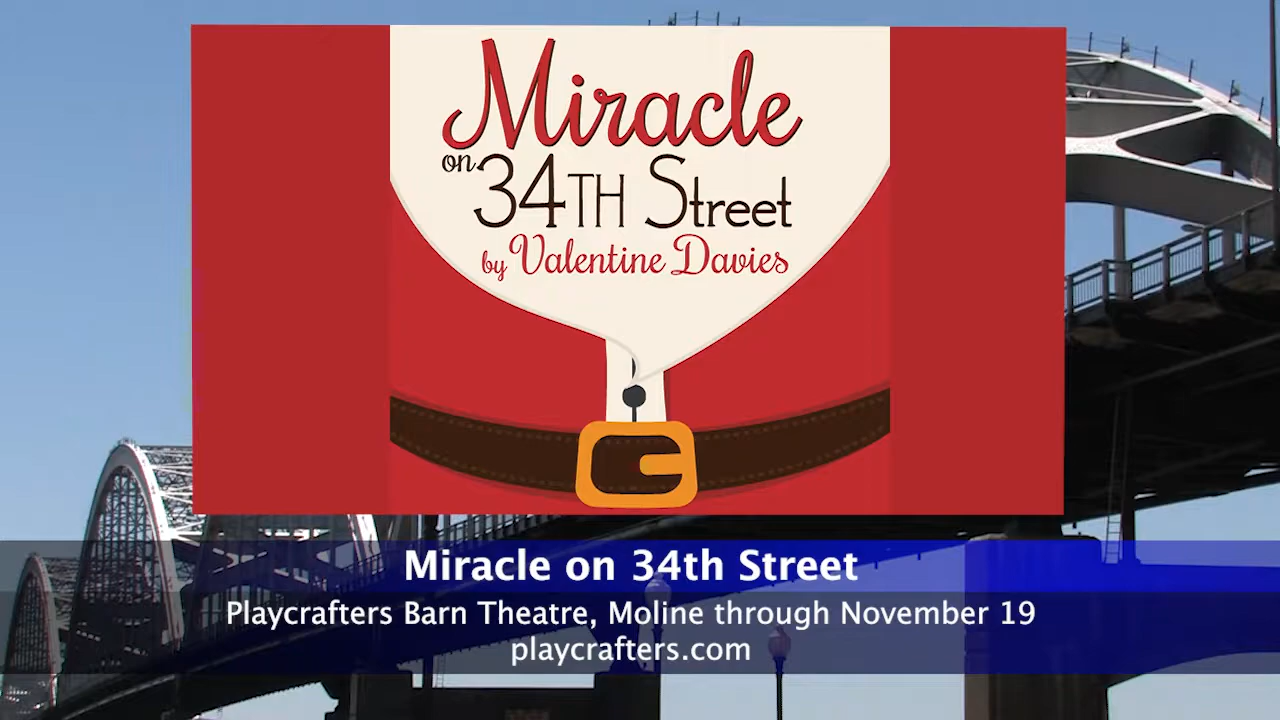 Miracle
on 34TH Street
by Valentine Davies
Miracle on 34th Street
Playcrafters Barn Theatre, Moline through November 19
playcrafters.com